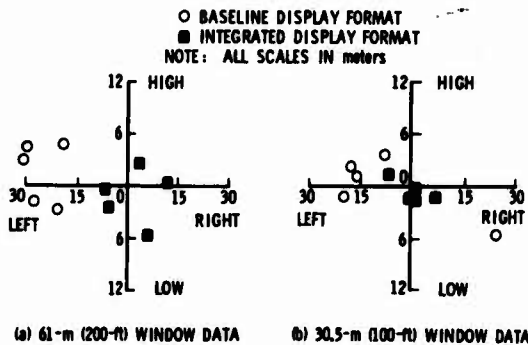 ○ BASELINE DISPLAY FORMAT
■ INTEGRATED DISPLAY FORMAT
NOTE: ALL SCALES IN meters
(a)
12 HIGH
6
30 15 0 15 30
LEFT RIGHT
6
12 LOW
(b)
12 HIGH
6
30 15 0 15 30
LEFT RIGHT
6
12 LOW
(a) 61-m (200-ft) WINDOW DATA
(b) 30.5-m (100-ft) WINDOW DATA